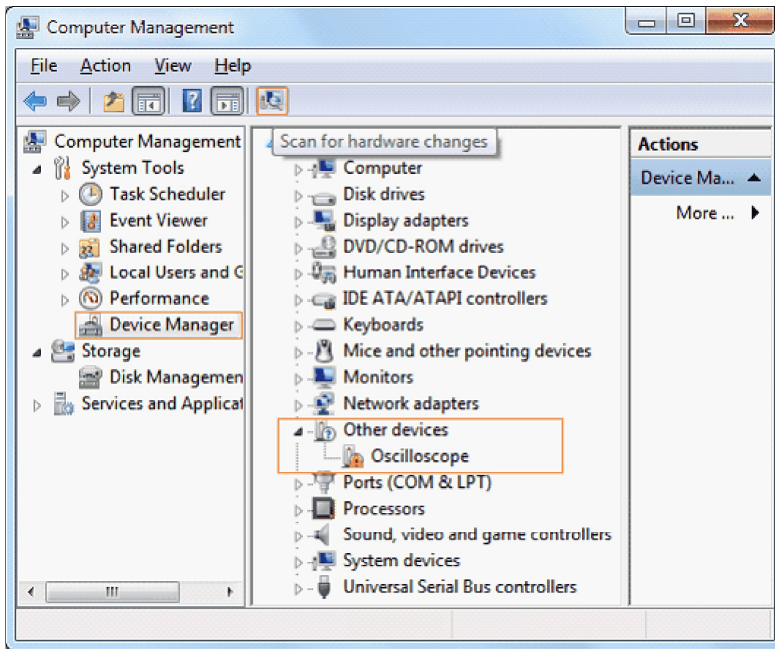 Computer Management
File Action View Help
Scan for hardware changes
Computer Management
System Tools
Task Scheduler
Event Viewer
Shared Folders
Local Users and G
Performance
Device Manager
Storage
Disk Managemen
Services and Applicat
Computer
Disk drives
Display adapters
DVD/CD-ROM drives
Human Interface Devices
IDE ATA/ATAPI controllers
Keyboards
Mice and other pointing devices
Monitors
Network adapters
Other devices
Oscilloscope
Ports (COM & LPT)
Processors
Sound, video and game controllers
System devices
Universal Serial Bus controllers
Actions
Device Ma...
More ...